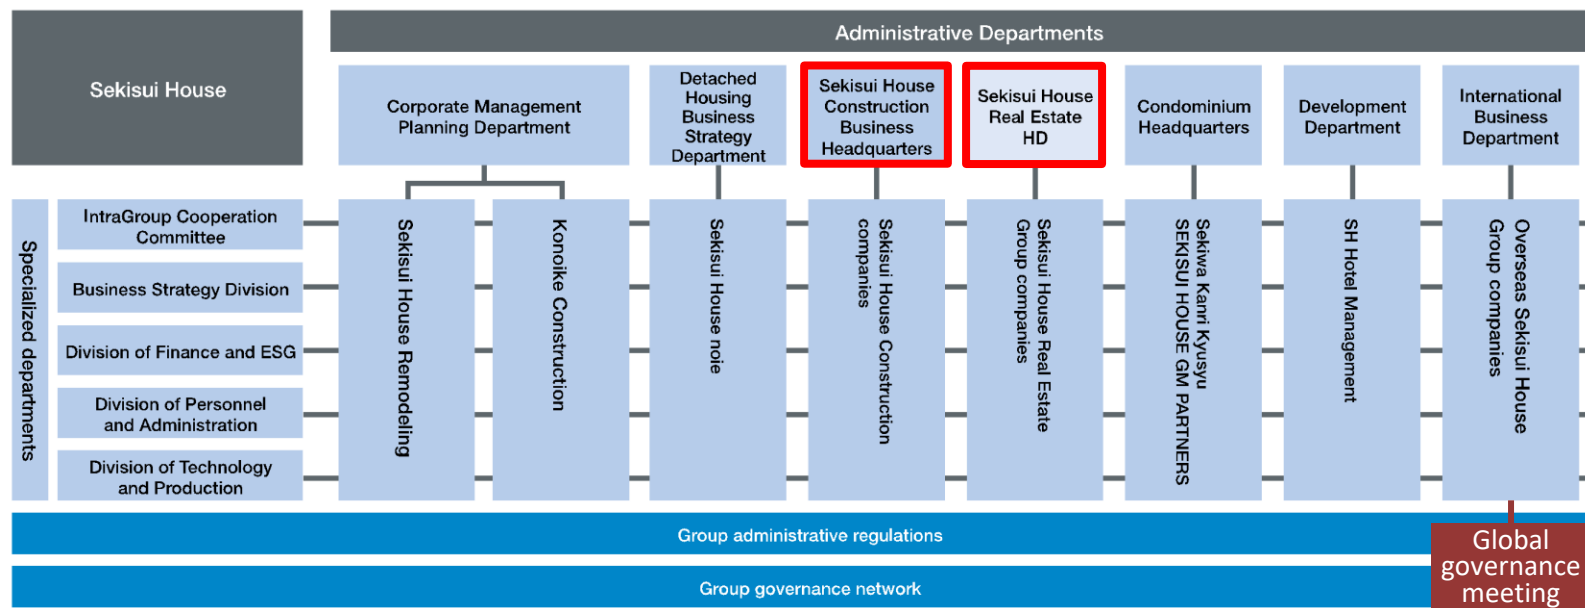 Sekisui House
Administrative Departments
Corporate Management
Planning Department
Detached
Housing
Business
Strategy
Department
Sekisui House
Construction
Business
Headquarters
Sekisui House
Real Estate
HD
Condominium
Headquarters
Development
Department
International
Business
Department
Specialized departments
IntraGroup Cooperation
Committee
Business Strategy Division
Division of Finance and ESG
Division of Personnel
and Administration
Division of Technology
and Production
Sekisui House Remodeling
Konoike Construction
Sekisui House noie
Sekisui House Construction
companies
Sekisui House Real Estate
Group companies
Sekiwa Kanri Kyusyu
SEKISUI HOUSE GM PARTNERS
SH Hotel Management
Overseas Sekisui House
Group companies
Group administrative regulations
Group governance network
Global
governance
meeting